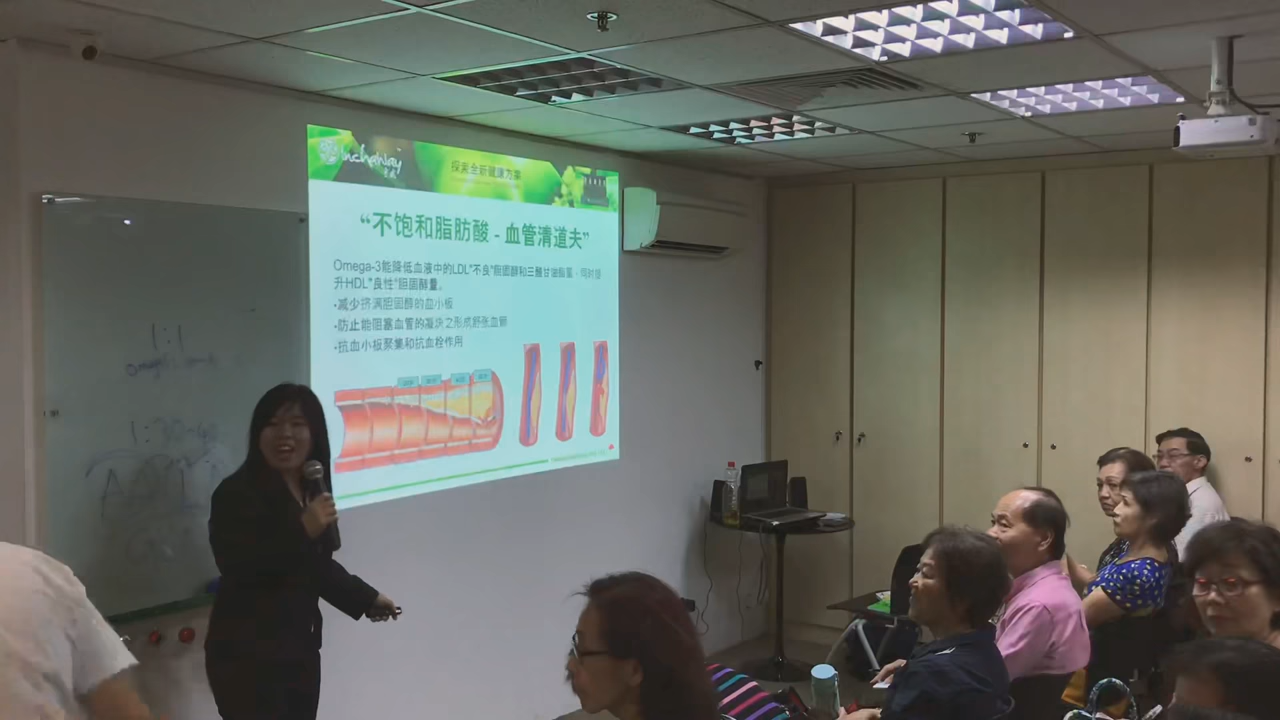 inchaway
探索全新健康方案
“不饱和脂肪酸 - 血管清道夫”
Omega-3能降低血液中的LDL"不良"胆固醇和三酸甘油脂量，同时提
升HDL"良性"胆固醇量。
·减少挤满胆固醇的血小板
·防止能阻塞血管的凝块之形成舒张血管
·抗血小板聚集和抗血栓作用
1:1